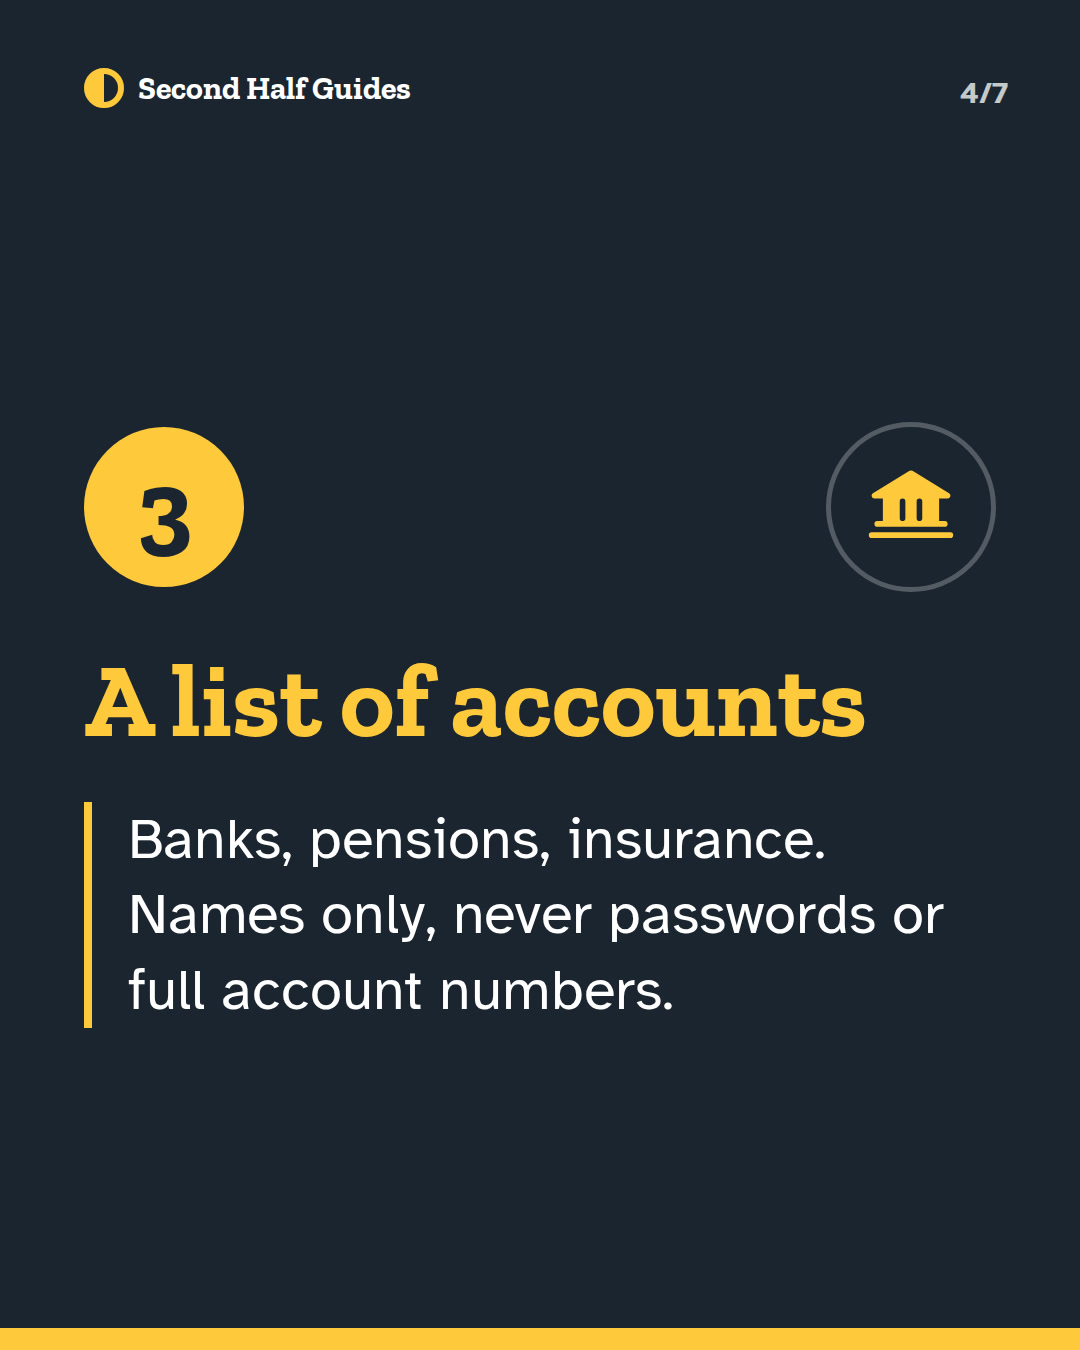 Second Half Guides
4/7
3
A list of accounts
Banks, pensions, insurance.
Names only, never passwords or
full account numbers.